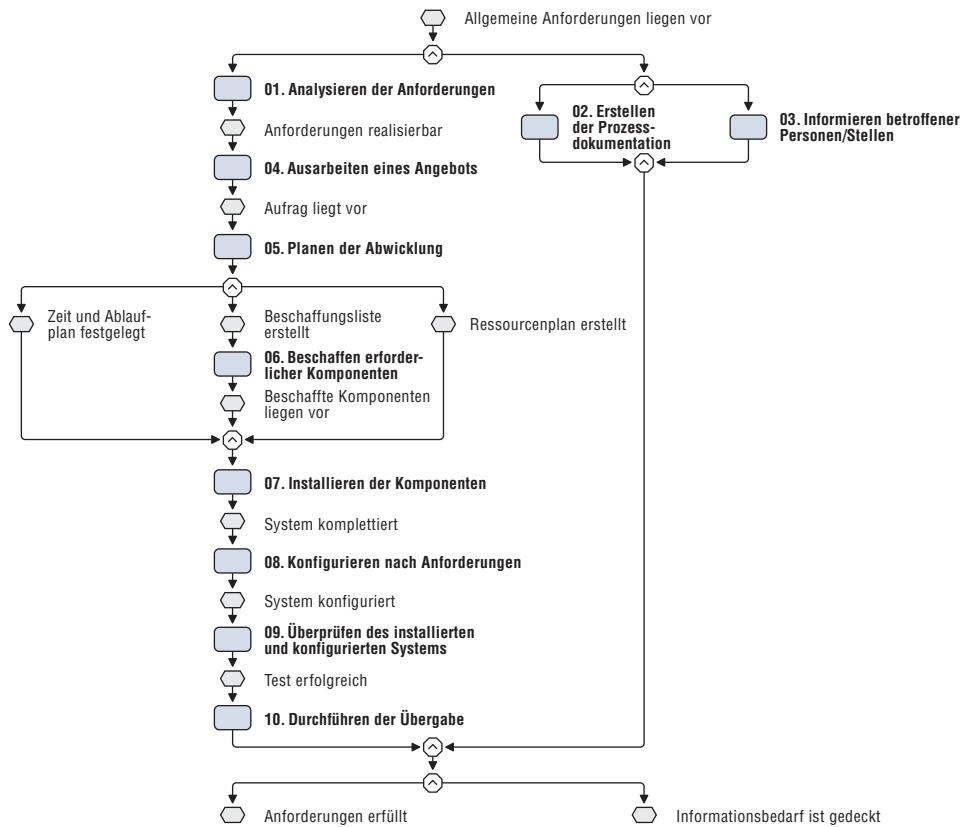 Allgemeine Anforderungen liegen vor
01. Analysieren der Anforderungen
02. Erstellen
der Prozess-
dokumentation
03. Informieren betroffener
Personen/Stellen
Anforderungen realisierbar
04. Ausarbeiten eines Angebots
Aufrag liegt vor
05. Planen der Abwicklung
Zeit und Ablauf-
plan festgelegt
Beschaffungsliste
erstellt
Ressourcenplan erstellt
06. Beschaffen erforder-
licher Komponenten
Beschaffte Komponenten
liegen vor
07. Installieren der Komponenten
System komplettiert
08. Konfigurieren nach Anforderungen
System konfiguriert
09. Überprüfen des installierten
und konfigurierten Systems
Test erfolgreich
10. Durchführen der Übergabe
Anforderungen erfüllt
Informationsbedarf ist gedeckt